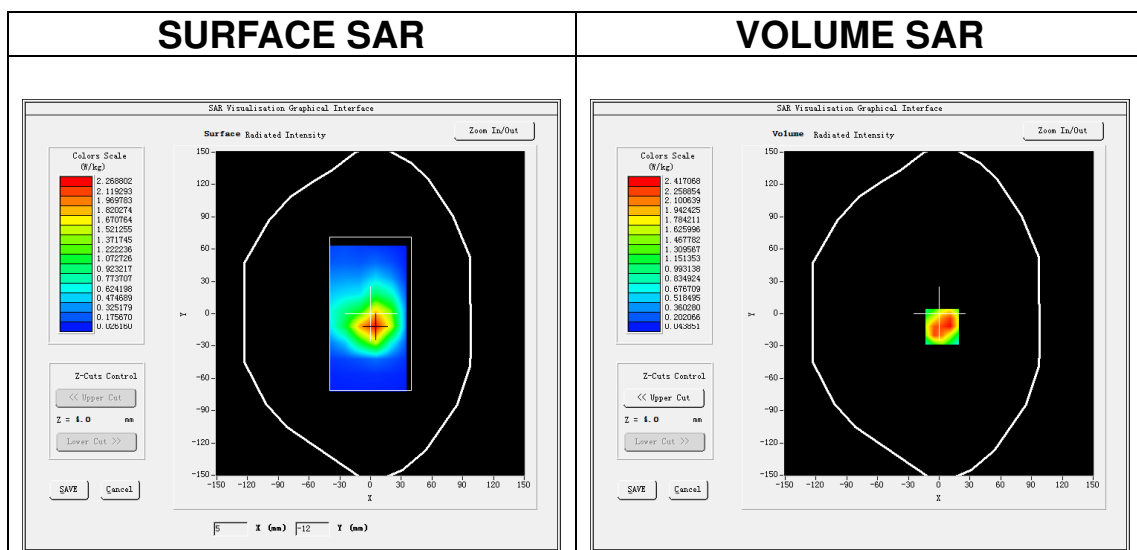 SURFACE SAR
VOLUME SAR
SAR Visualisation Graphical Interface
Surface Radiated Intensity
Zoom In/Out
Colors Scale
(W/kg)
2.268802
2.119293
1.969783
1.820274
1.670764
1.521255
1.371745
1.222236
1.072726
0.923217
0.773707
0.624198
0.474689
0.325179
0.175670
0.026160
Z-Cuts Control
<< Upper Cut
Z = 4.0 mm
Lower Cut >>
SAVE
Cancel
150
120
90
60
30
0
-30
-60
-90
-120
-150
Y
-150 -120 -90 -60 -30 0 30 60 90 120 150
X
5 X (mm) -12 Y (mm)
SAR Visualisation Graphical Interface
Volume Radiated Intensity
Zoom In/Out
Colors Scale
(W/kg)
2.417068
2.258854
2.100639
1.942425
1.784211
1.625996
1.467782
1.309567
1.151353
0.993138
0.834924
0.676709
0.518495
0.360280
0.202066
0.043851
Z-Cuts Control
<< Upper Cut
Z = 4.0 mm
Lower Cut >>
SAVE
Cancel
150
120
90
60
30
0
-30
-60
-90
-120
-150
Y
-150 -120 -90 -60 -30 0 30 60 90 120 150
X